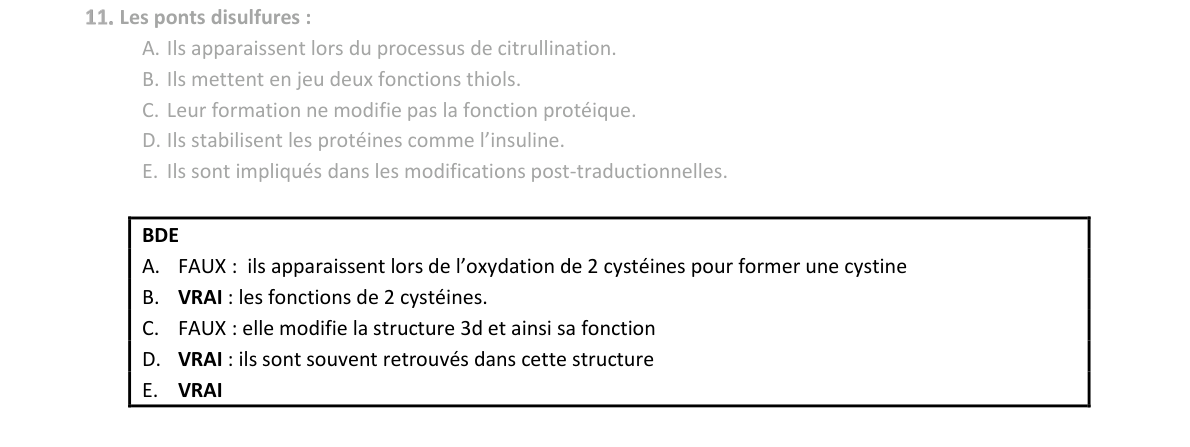 11. Les ponts disulfures :
A. Ils apparaissent lors du processus de citrullination.
B. Ils mettent en jeu deux fonctions thiols.
C. Leur formation ne modifie pas la fonction protéique.
D. Ils stabilisent les protéines comme l’insuline.
E. Ils sont impliqués dans les modifications post-traductionnelles.
BDE
A. FAUX : ils apparaissent lors de l’oxydation de 2 cystéines pour former une cystine
B. VRAI : les fonctions de 2 cystéines.
C. FAUX : elle modifie la structure 3d et ainsi sa fonction
D. VRAI : ils sont souvent retrouvés dans cette structure
E. VRAI